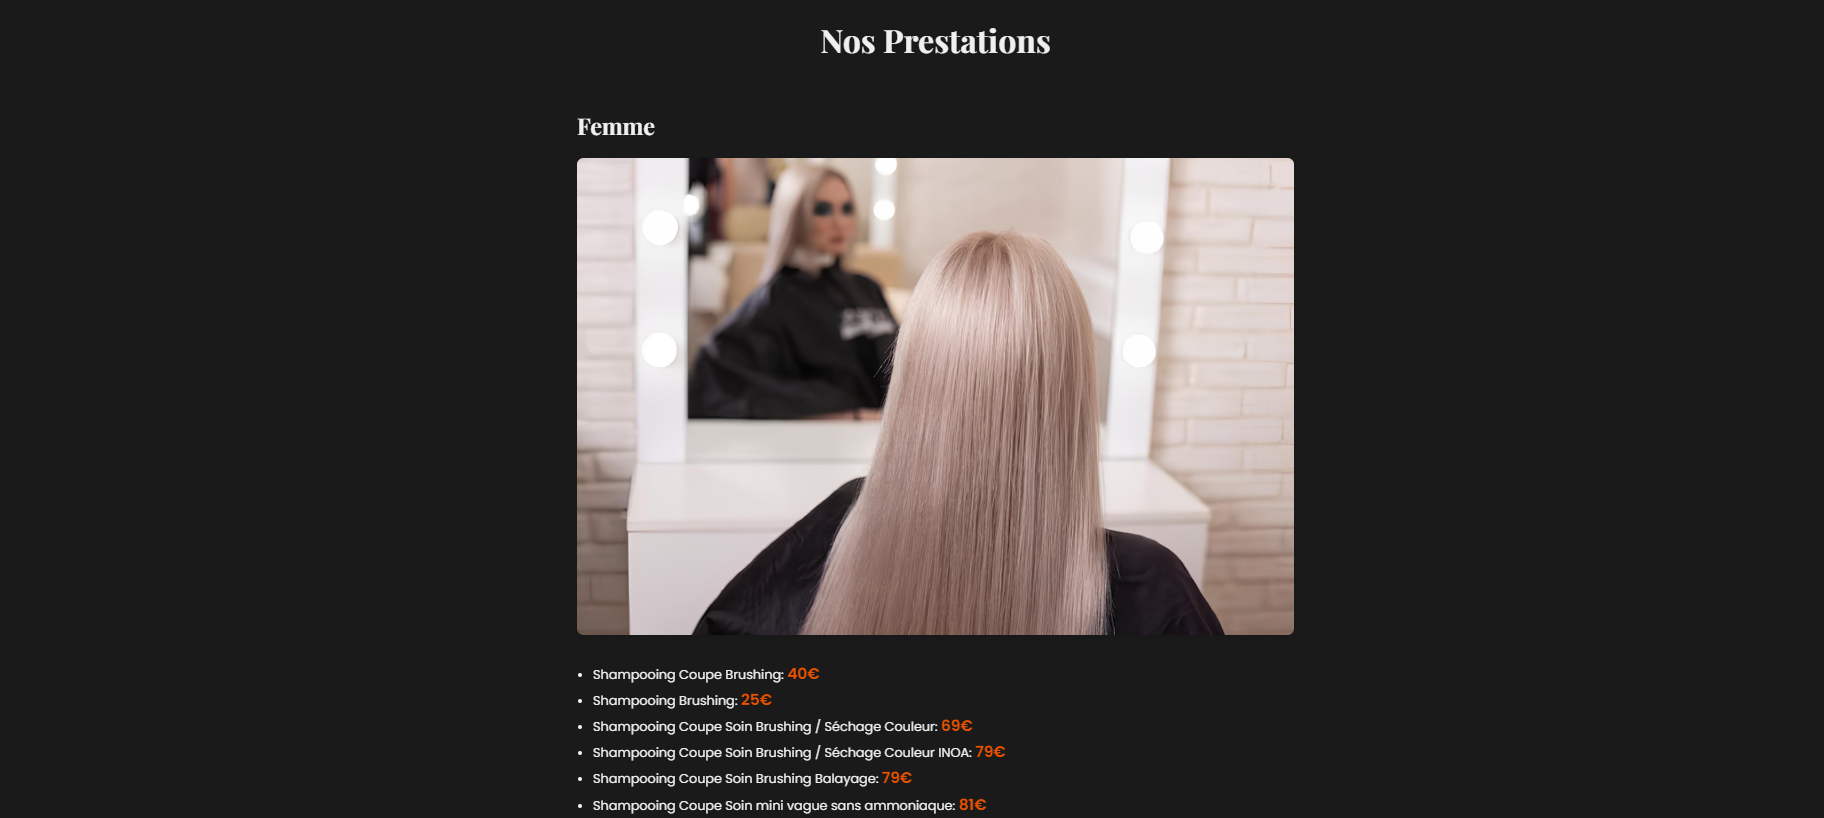 Nos Prestations
Femme
Shampooing Coupe Brushing: 40€
Shampooing Brushing: 25€
Shampooing Coupe Soin Brushing / Séchage Couleur: 69€
Shampooing Coupe Soin Brushing / Séchage Couleur INOA: 79€
Shampooing Coupe Soin Brushing Balayage: 79€
Shampooing Coupe Soin mini vague sans ammoniaque: 81€